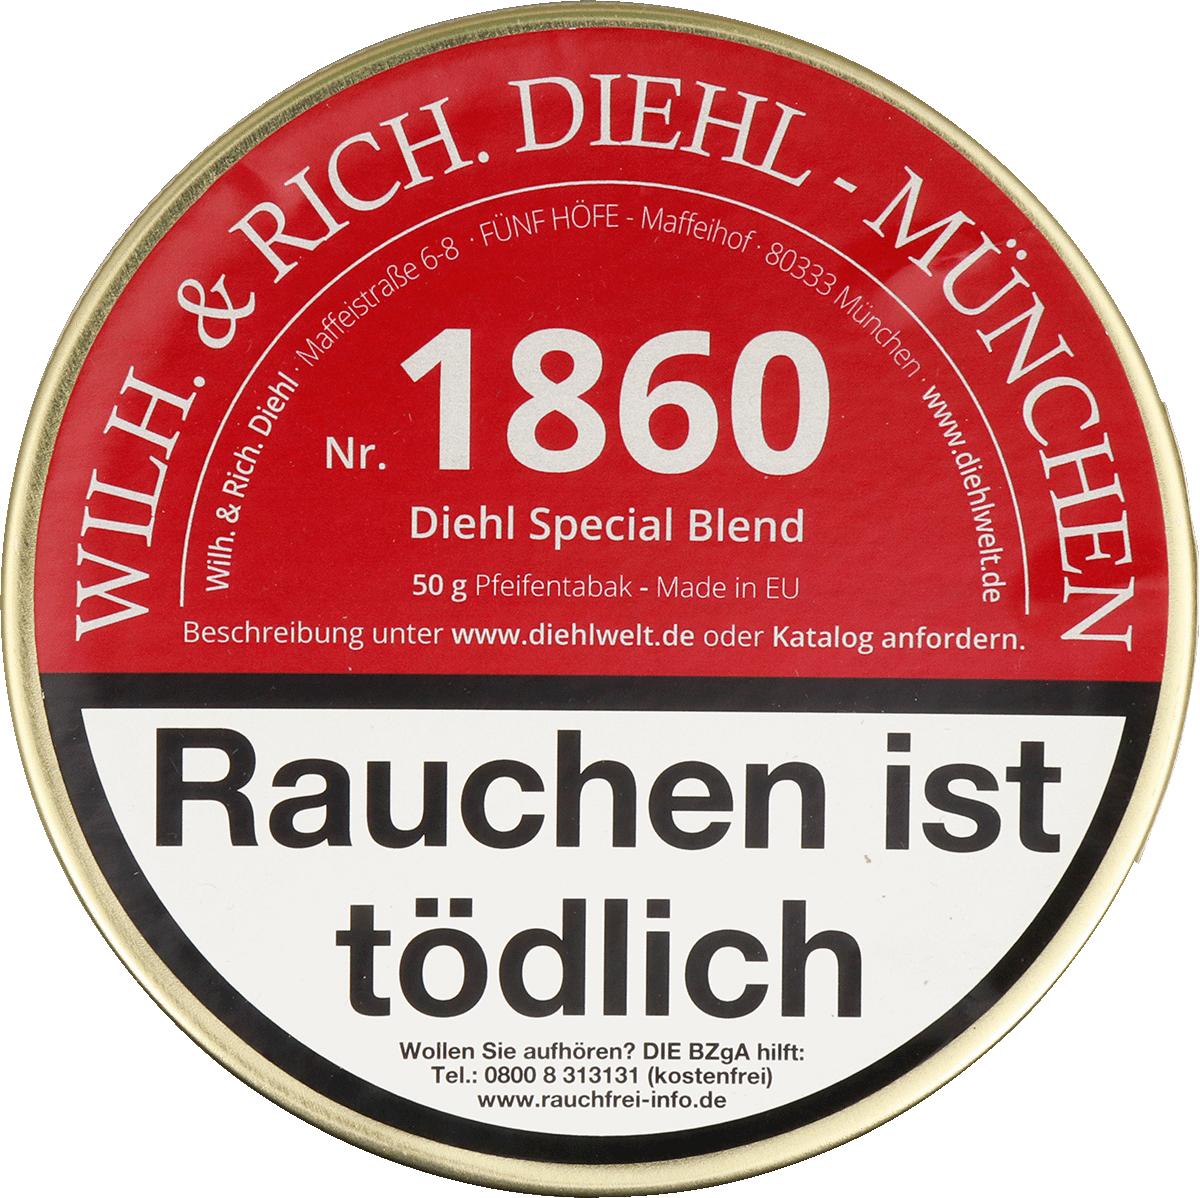 WILH. & RICH. DIEHL - MÜNCHEN
Wilh. & Rich. Diehl · Maffeistraße 6-8 · FÜNF HÖFE - Maffeihof · 80333 München · www.diehlwelt.de
Nr. 1860
Diehl Special Blend
50 g Pfeifentabak - Made in EU
Beschreibung unter www.diehlwelt.de oder Katalog anfordern.
Rauchen ist
tödlich
Wollen Sie aufhören? DIE BZgA hilft:
Tel.: 0800 8 313131 (kostenfrei)
www.rauchfrei-info.de